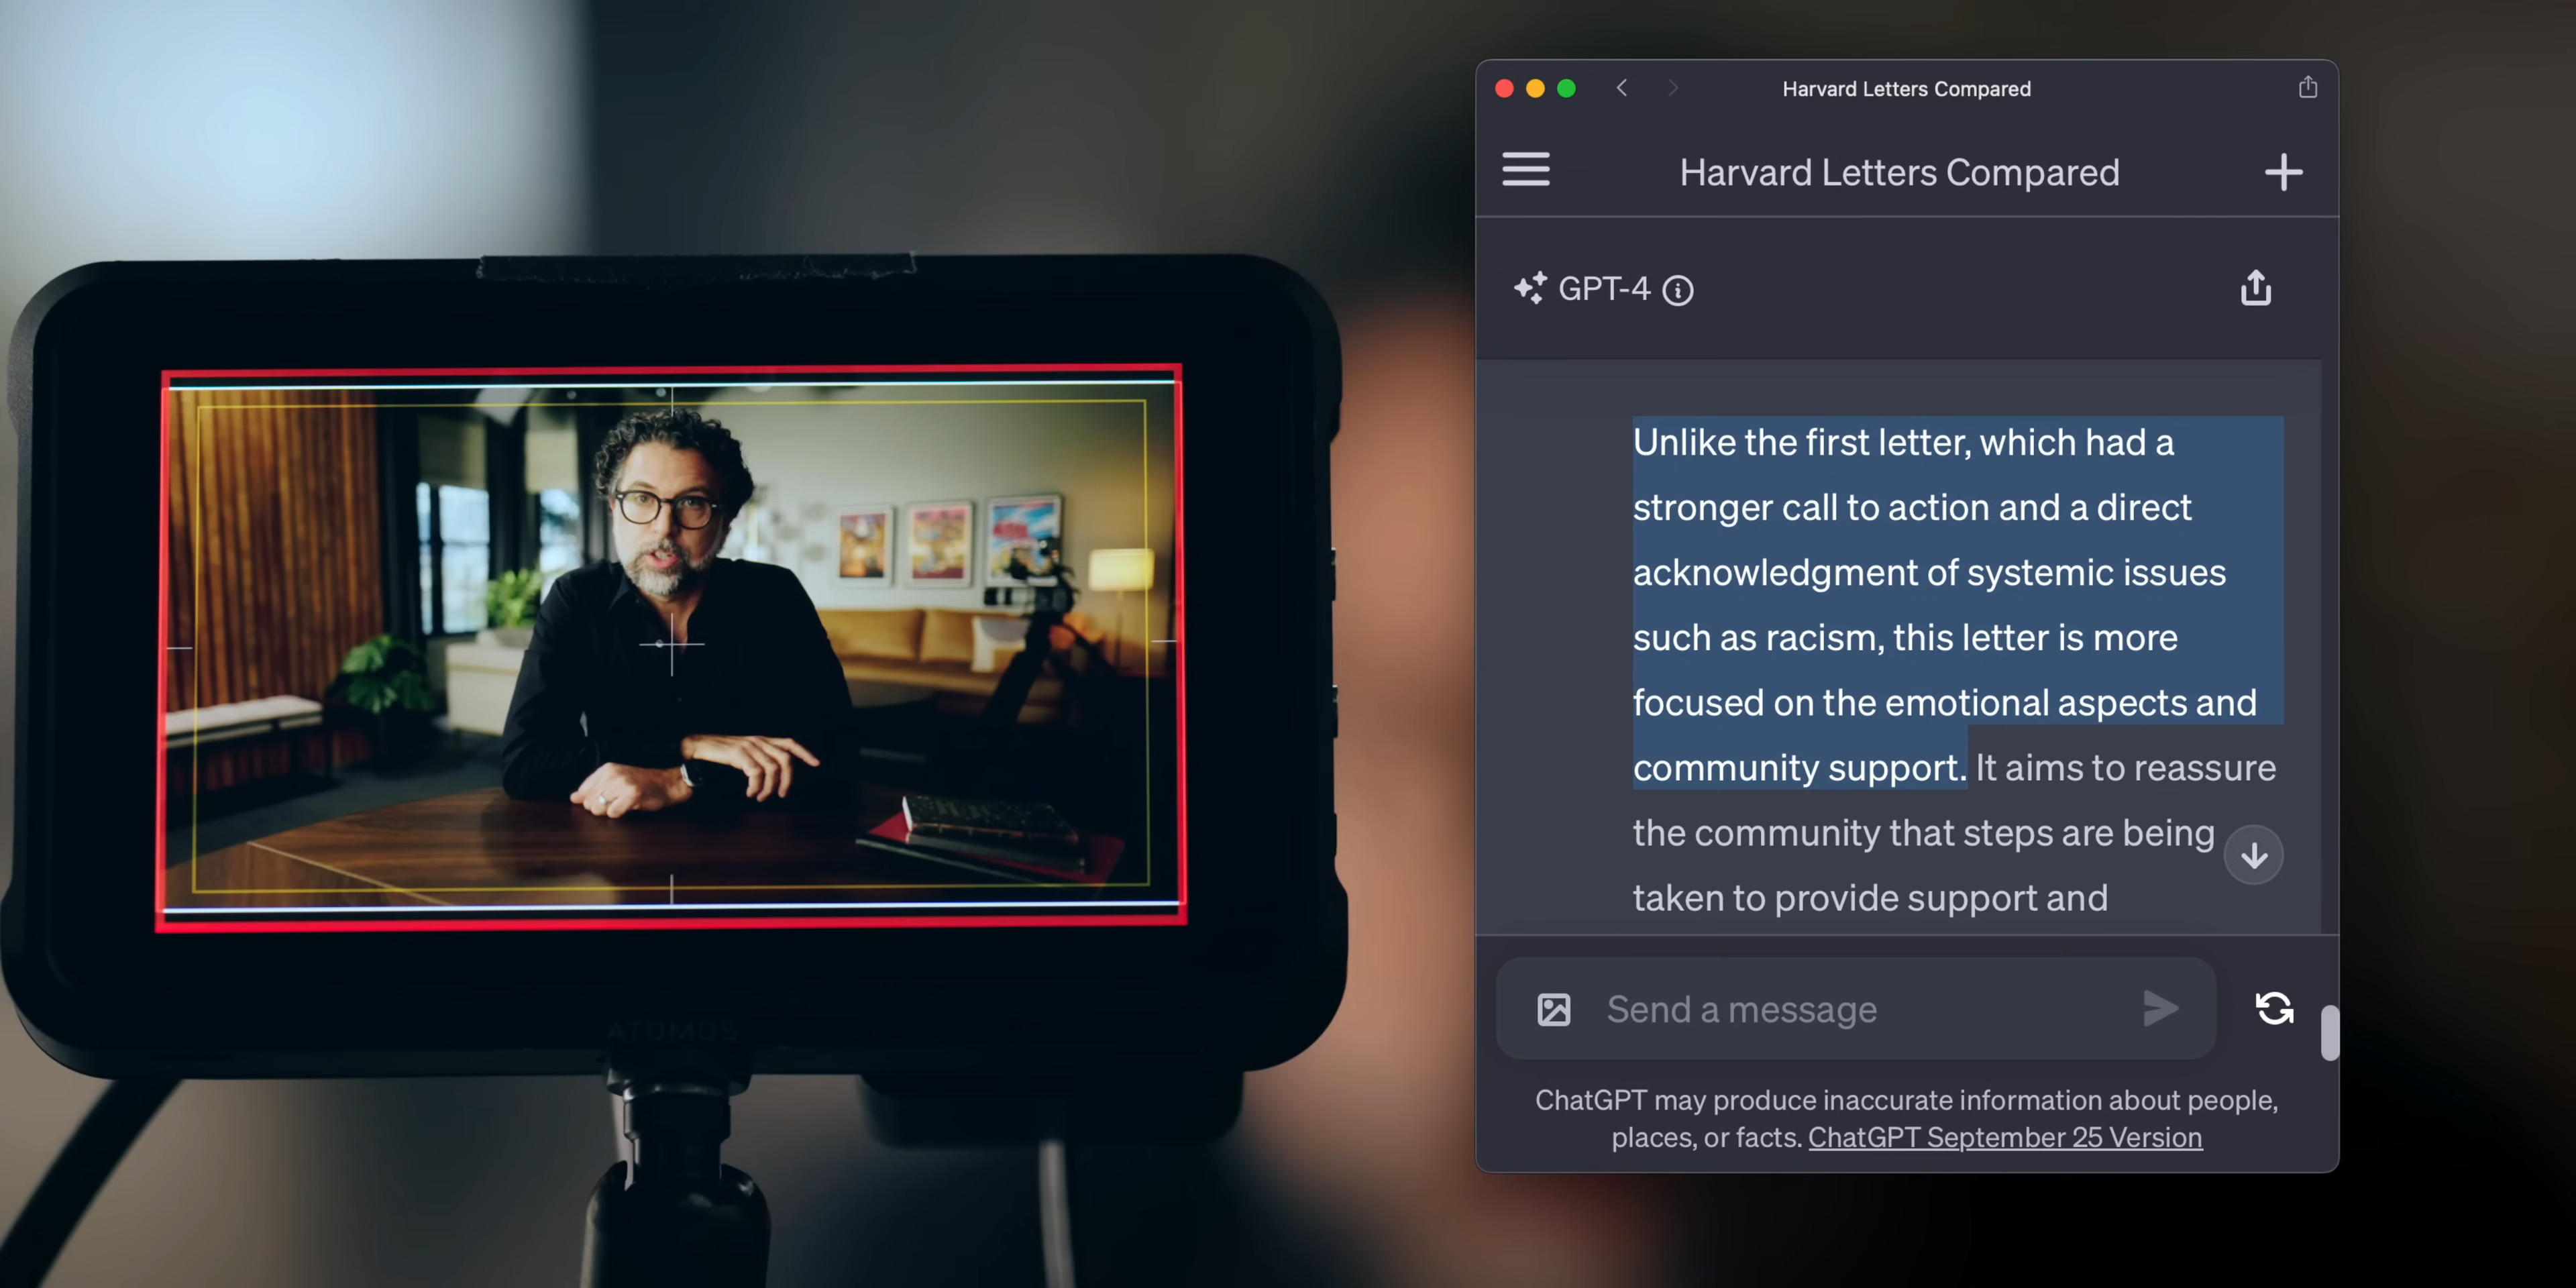 ATOMOS
Harvard Letters Compared
Harvard Letters Compared
GPT-4
Unlike the first letter, which had a
stronger call to action and a direct
acknowledgment of systemic issues
such as racism, this letter is more
focused on the emotional aspects and
community support. It aims to reassure
the community that steps are being
taken to provide support and
Send a message
ChatGPT may produce inaccurate information about people,
places, or facts. ChatGPT September 25 Version